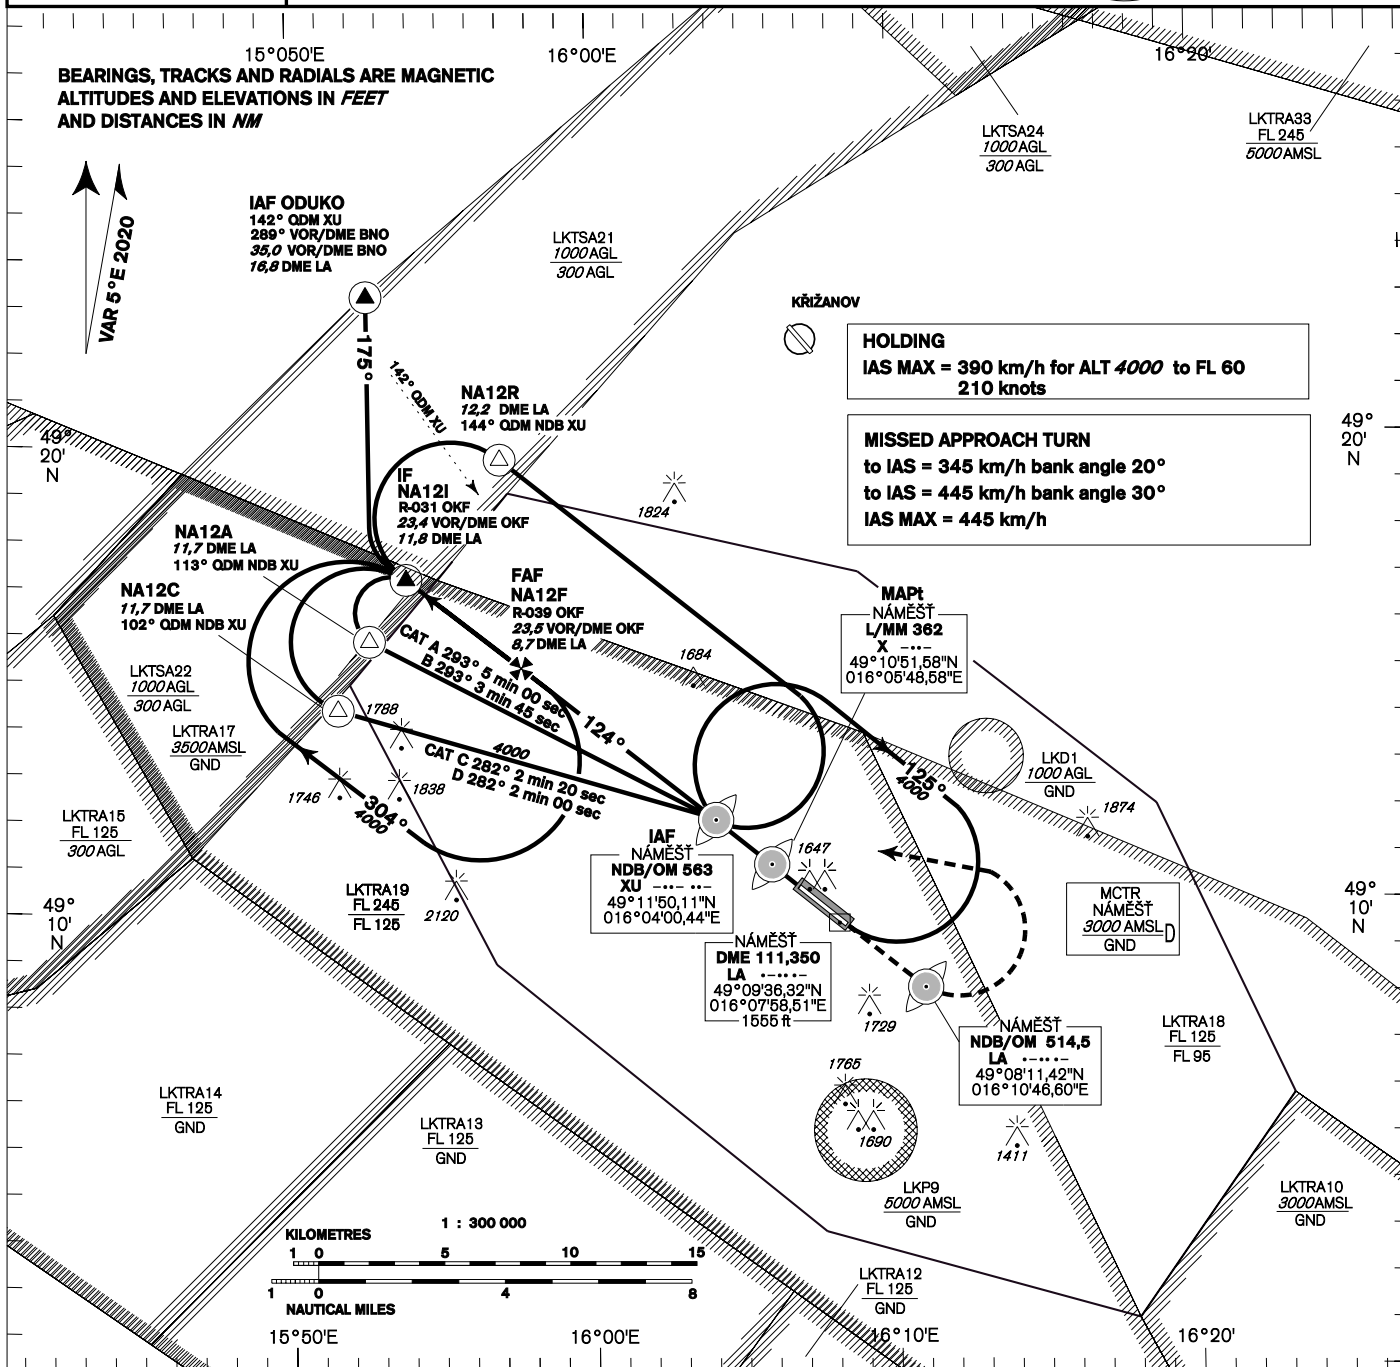 15°50'E
16°00'E
16°20'
BEARINGS, TRACKS AND RADIALS ARE MAGNETIC
ALTITUDES AND ELEVATIONS IN FEET
AND DISTANCES IN NM
VAR 5°E 2020
LKTSA24
1000 AGL
300 AGL
LKTRA33
FL 245
5000 AMSL
IAF ODUKO
142° QDM XU
289° VOR/DME BNO
35,0 VOR/DME BNO
16,8 DME LA
LKTSA21
1000 AGL
300 AGL
KŘIŽANOV
HOLDING
IAS MAX = 390 km/h for ALT 4000 to FL 60
210 knots
175°
142° QDM XU
NA12R
12,2 DME LA
144° QDM NDB XU
MISSED APPROACH TURN
to IAS = 345 km/h bank angle 20°
to IAS = 445 km/h bank angle 30°
IAS MAX = 445 km/h
49°
20'
N
49°
20'
N
IF
NA12I
R-031 OKF
23,4 VOR/DME OKF
11,8 DME LA
1824
NA12A
11,7 DME LA
113° QDM NDB XU
NA12C
11,7 DME LA
102° QDM NDB XU
FAF
NA12F
R-039 OKF
23,5 VOR/DME OKF
8,7 DME LA
MAPt
NÁMĚŠŤ
L/MM 362
X -··-
49°10'51,58"N
016°05'48,58"E
CAT A 293° 5 min 00 sec
B 293° 3 min 45 sec
1684
LKTSA22
1000 AGL
300 AGL
LKTRA17
3500 AMSL
GND
1788
124°
4000
CAT C 282° 2 min 20 sec
D 282° 2 min 00 sec
125°
4000
LKD1
1000 AGL
GND
1746
1838
304°
4000
1874
LKTRA15
FL 125
300 AGL
IAF
NÁMĚŠŤ
NDB/OM 563
XU -··- ··-
49°11'50,11"N
016°04'00,44"E
1647
LKTRA19
FL 245
FL 125
2120
MCTR
NÁMĚŠŤ
3000 AMSL
GND
D
49°
10'
N
49°
10'
N
NÁMĚŠŤ
DME 111,350
LA ·-·· ·-
49°09'36,32"N
016°07'58,51"E
1555 ft
1729
NÁMĚŠŤ
NDB/OM 514,5
LA ·-·· ·-
49°08'11,42"N
016°10'46,60"E
LKTRA18
FL 125
FL 95
1765
1690
1411
LKTRA14
FL 125
GND
LKTRA13
FL 125
GND
LKP9
5000 AMSL
GND
LKTRA10
3000 AMSL
GND
1 : 300 000
KILOMETRES
1 0 5 10 15
1 0 4 8
NAUTICAL MILES
LKTRA12
FL 125
GND
15°50'E
16°00'E
16°10'E
16°20'